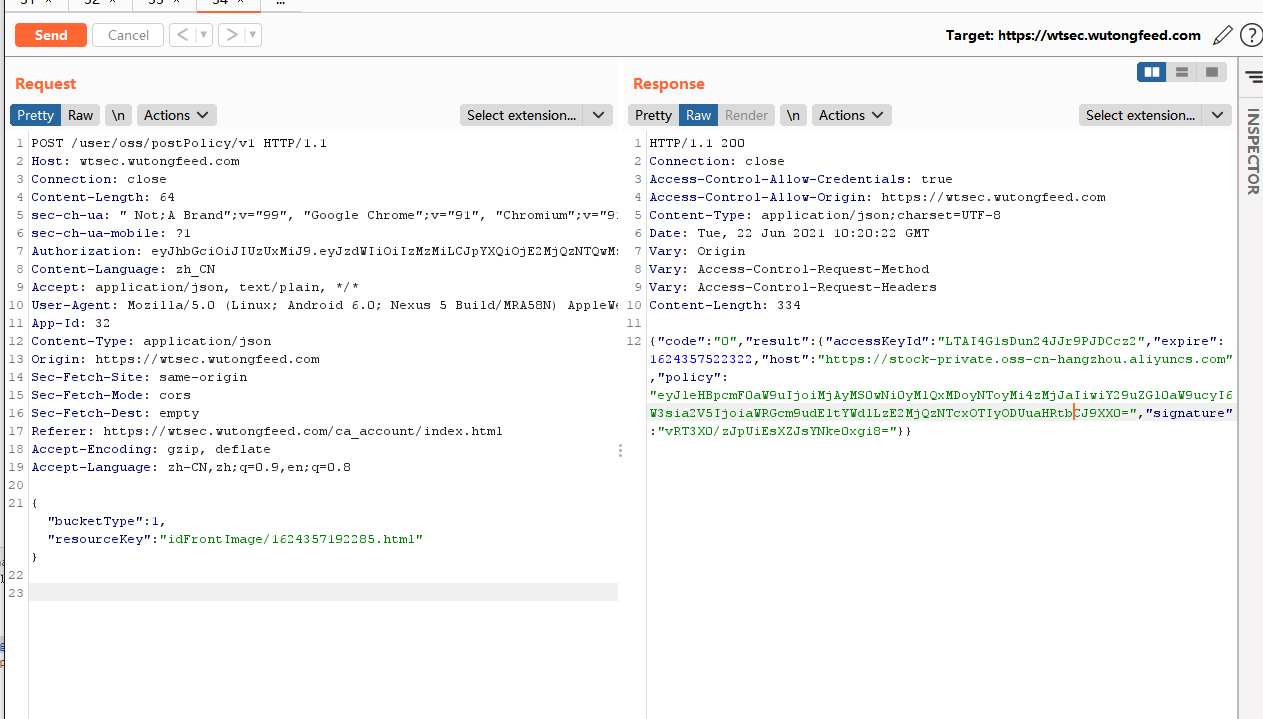 Send
Cancel
Target: https://wtsec.wutongfeed.com
Request
Pretty Raw \n Actions
Select extension...
1 POST /user/oss/postPolicy/v1 HTTP/1.1
2 Host: wtsec.wutongfeed.com
3 Connection: close
4 Content-Length: 64
5 sec-ch-ua: " Not;A Brand";v="99", "Google Chrome";v="91", "Chromium";v="91
6 sec-ch-ua-mobile: ?1
7 Authorization: eyJhbGciOiJIUzUxMiJ9.eyJzdWIiOiIzMzMiLCJpYXQiOjE2MjQzNTQwMz
8 Content-Language: zh_CN
9 Accept: application/json, text/plain, */*
10 User-Agent: Mozilla/5.0 (Linux; Android 6.0; Nexus 5 Build/MRA58N) AppleWe
11 App-Id: 32
12 Content-Type: application/json
13 Origin: https://wtsec.wutongfeed.com
14 Sec-Fetch-Site: same-origin
15 Sec-Fetch-Mode: cors
16 Sec-Fetch-Dest: empty
17 Referer: https://wtsec.wutongfeed.com/ca_account/index.html
18 Accept-Encoding: gzip, deflate
19 Accept-Language: zh-CN,zh;q=0.9,en;q=0.8
20
21 {
"bucketType":1,
"resourceKey":"idFrontImage/1624357192285.html"
}
22
23
Response
Pretty Raw Render \n Actions
Select extension...
1 HTTP/1.1 200
2 Connection: close
3 Access-Control-Allow-Credentials: true
4 Access-Control-Allow-Origin: https://wtsec.wutongfeed.com
5 Content-Type: application/json;charset=UTF-8
6 Date: Tue, 22 Jun 2021 10:20:22 GMT
7 Vary: Origin
8 Vary: Access-Control-Request-Method
9 Vary: Access-Control-Request-Headers
10 Content-Length: 334
11
12 {"code":"0","result":{"accessKeyId":"LTAI4G1sDun24JJr9PJDCcz2","expire":
1624357522322,"host":"https://stock-private.oss-cn-hangzhou.aliyuncs.com"
,"policy":
"eyJleHBpcmF0aW9uIjoiMjAyMS0wNi0yMlQxMDoyNToyMi4zMjJaIiwiY29uZGl0aW9ucyI6
W3sia2V5IjoiaWRGcm9udEltYWdlLzE2MjQzNTcxOTIyODUuaHRtbCJ9XX0=","signature"
:"vRT3X0/zJpUiEsXZJsYNke0xgi8="}}
INSPECTOR